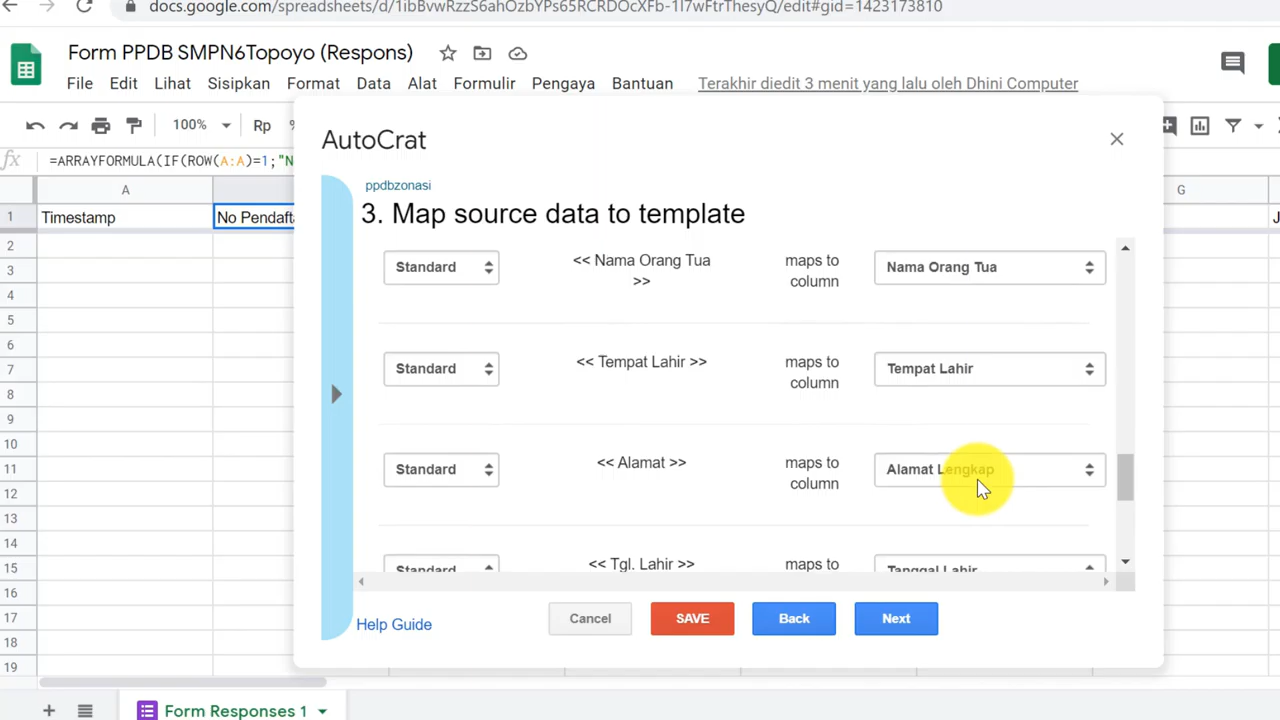 docs.google.com/spreadsheets/d/1ibBvwRzzS6ahOzbYPs65RCRDOcXFb-1l7wFtrThesyQ/edit#gid=1423173810
Form PPDB SMPN6Topoyo (Respons)
File Edit Lihat Sisipkan Format Data Alat Formulir Pengaya Bantuan Terakhir diedit 3 menit yang lalu oleh Dhini Computer
100% Rp %
fx =ARRAYFORMULA(IF(ROW(A:A)=1;"N
A G
1 Timestamp No Pendafta J
2
3
4
5
6
7
8
9
10
11
12
13
14
15
16
17
18
19
AutoCrat
ppdbzonasi
3. Map source data to template
Standard << Nama Orang Tua >> maps to column Nama Orang Tua
Standard << Tempat Lahir >> maps to column Tempat Lahir
Standard << Alamat >> maps to column Alamat Lengkap
Standard << Tgl. Lahir >> maps to Tanggal Lahir
Help Guide Cancel SAVE Back Next
Form Responses 1